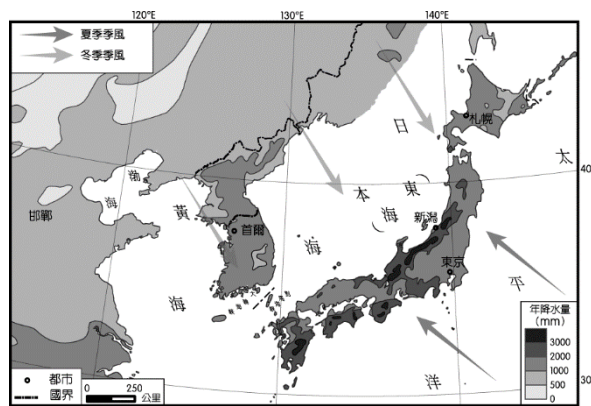 120°E
130°E
140°E
夏季季風
冬季季風
日
本
海
（東
海）
太
平
洋
札幌
渤
海
黃
海
邯鄲
首爾
新潟
東京
40
30
年降水量
（mm）
3000
2000
1000
500
0
都市
國界
0 250
公里